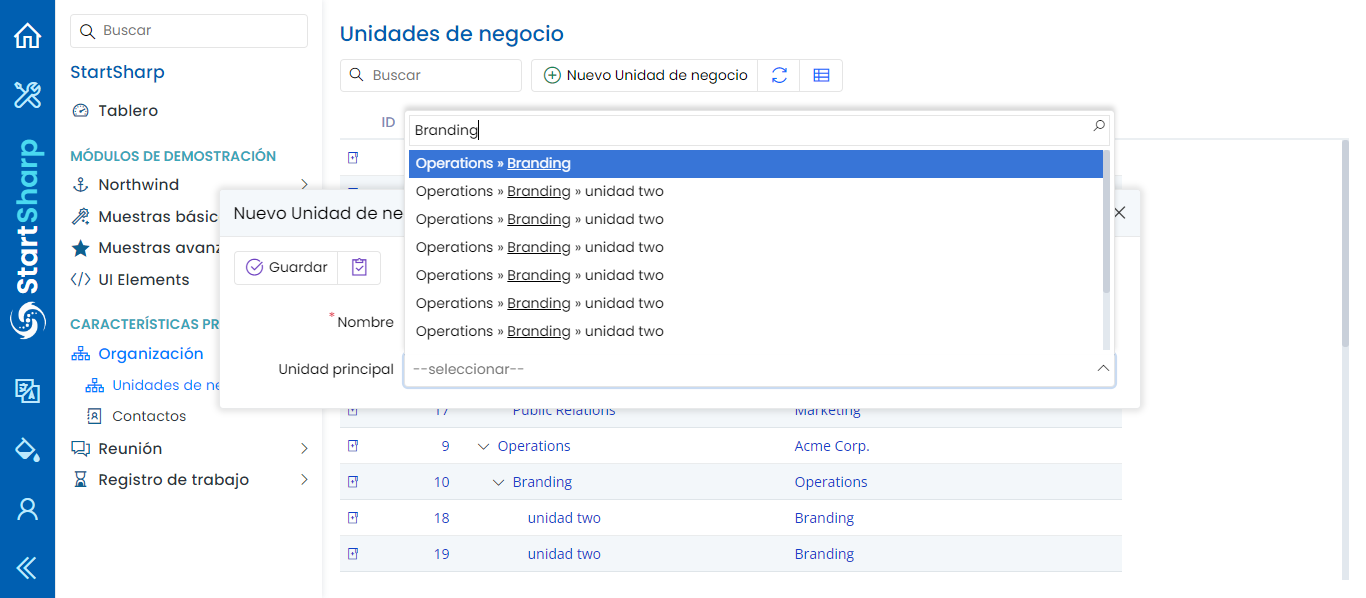 StartSharp
Buscar
StartSharp
Tablero
MÓDULOS DE DEMOSTRACIÓN
Northwind
Muestras básic
Muestras avanz
UI Elements
CARACTERÍSTICAS PR
Organización
Unidades de ne
Contactos
Reunión
Registro de trabajo
Unidades de negocio
Buscar
Nuevo Unidad de negocio
ID
Branding
Operations » Branding
Operations » Branding » unidad two
Operations » Branding » unidad two
Operations » Branding » unidad two
Operations » Branding » unidad two
Operations » Branding » unidad two
Operations » Branding » unidad two
Nuevo Unidad de ne
Guardar
*Nombre
Unidad principal
--seleccionar--
17 Public Relations Marketing
9 Operations Acme Corp.
10 Branding Operations
18 unidad two Branding
19 unidad two Branding